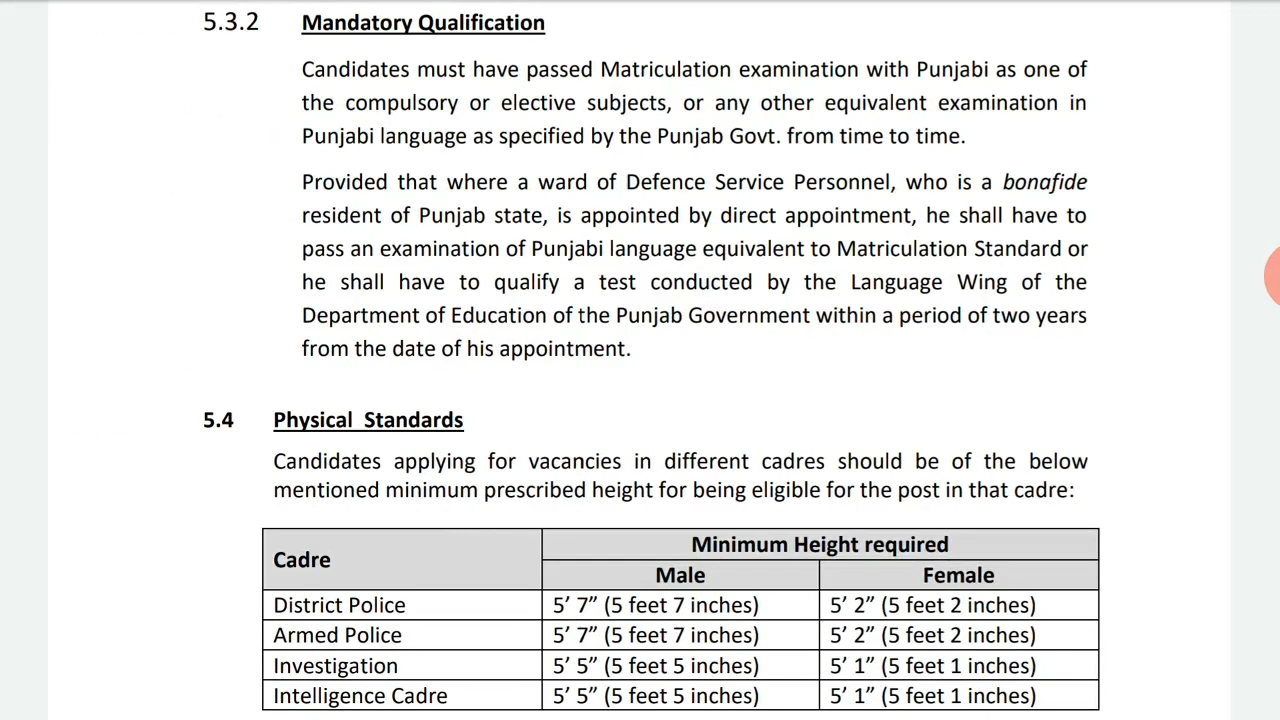 5.3.2 Mandatory Qualification
Candidates must have passed Matriculation examination with Punjabi as one of
the compulsory or elective subjects, or any other equivalent examination in
Punjabi language as specified by the Punjab Govt. from time to time.
Provided that where a ward of Defence Service Personnel, who is a bonafide
resident of Punjab state, is appointed by direct appointment, he shall have to
pass an examination of Punjabi language equivalent to Matriculation Standard or
he shall have to qualify a test conducted by the Language Wing of the
Department of Education of the Punjab Government within a period of two years
from the date of his appointment.
5.4 Physical Standards
Candidates applying for vacancies in different cadres should be of the below
mentioned minimum prescribed height for being eligible for the post in that cadre:
Cadre Minimum Height required
Male Female
District Police 5’ 7” (5 feet 7 inches) 5’ 2” (5 feet 2 inches)
Armed Police 5’ 7” (5 feet 7 inches) 5’ 2” (5 feet 2 inches)
Investigation 5’ 5” (5 feet 5 inches) 5’ 1” (5 feet 1 inches)
Intelligence Cadre 5’ 5” (5 feet 5 inches) 5’ 1” (5 feet 1 inches)